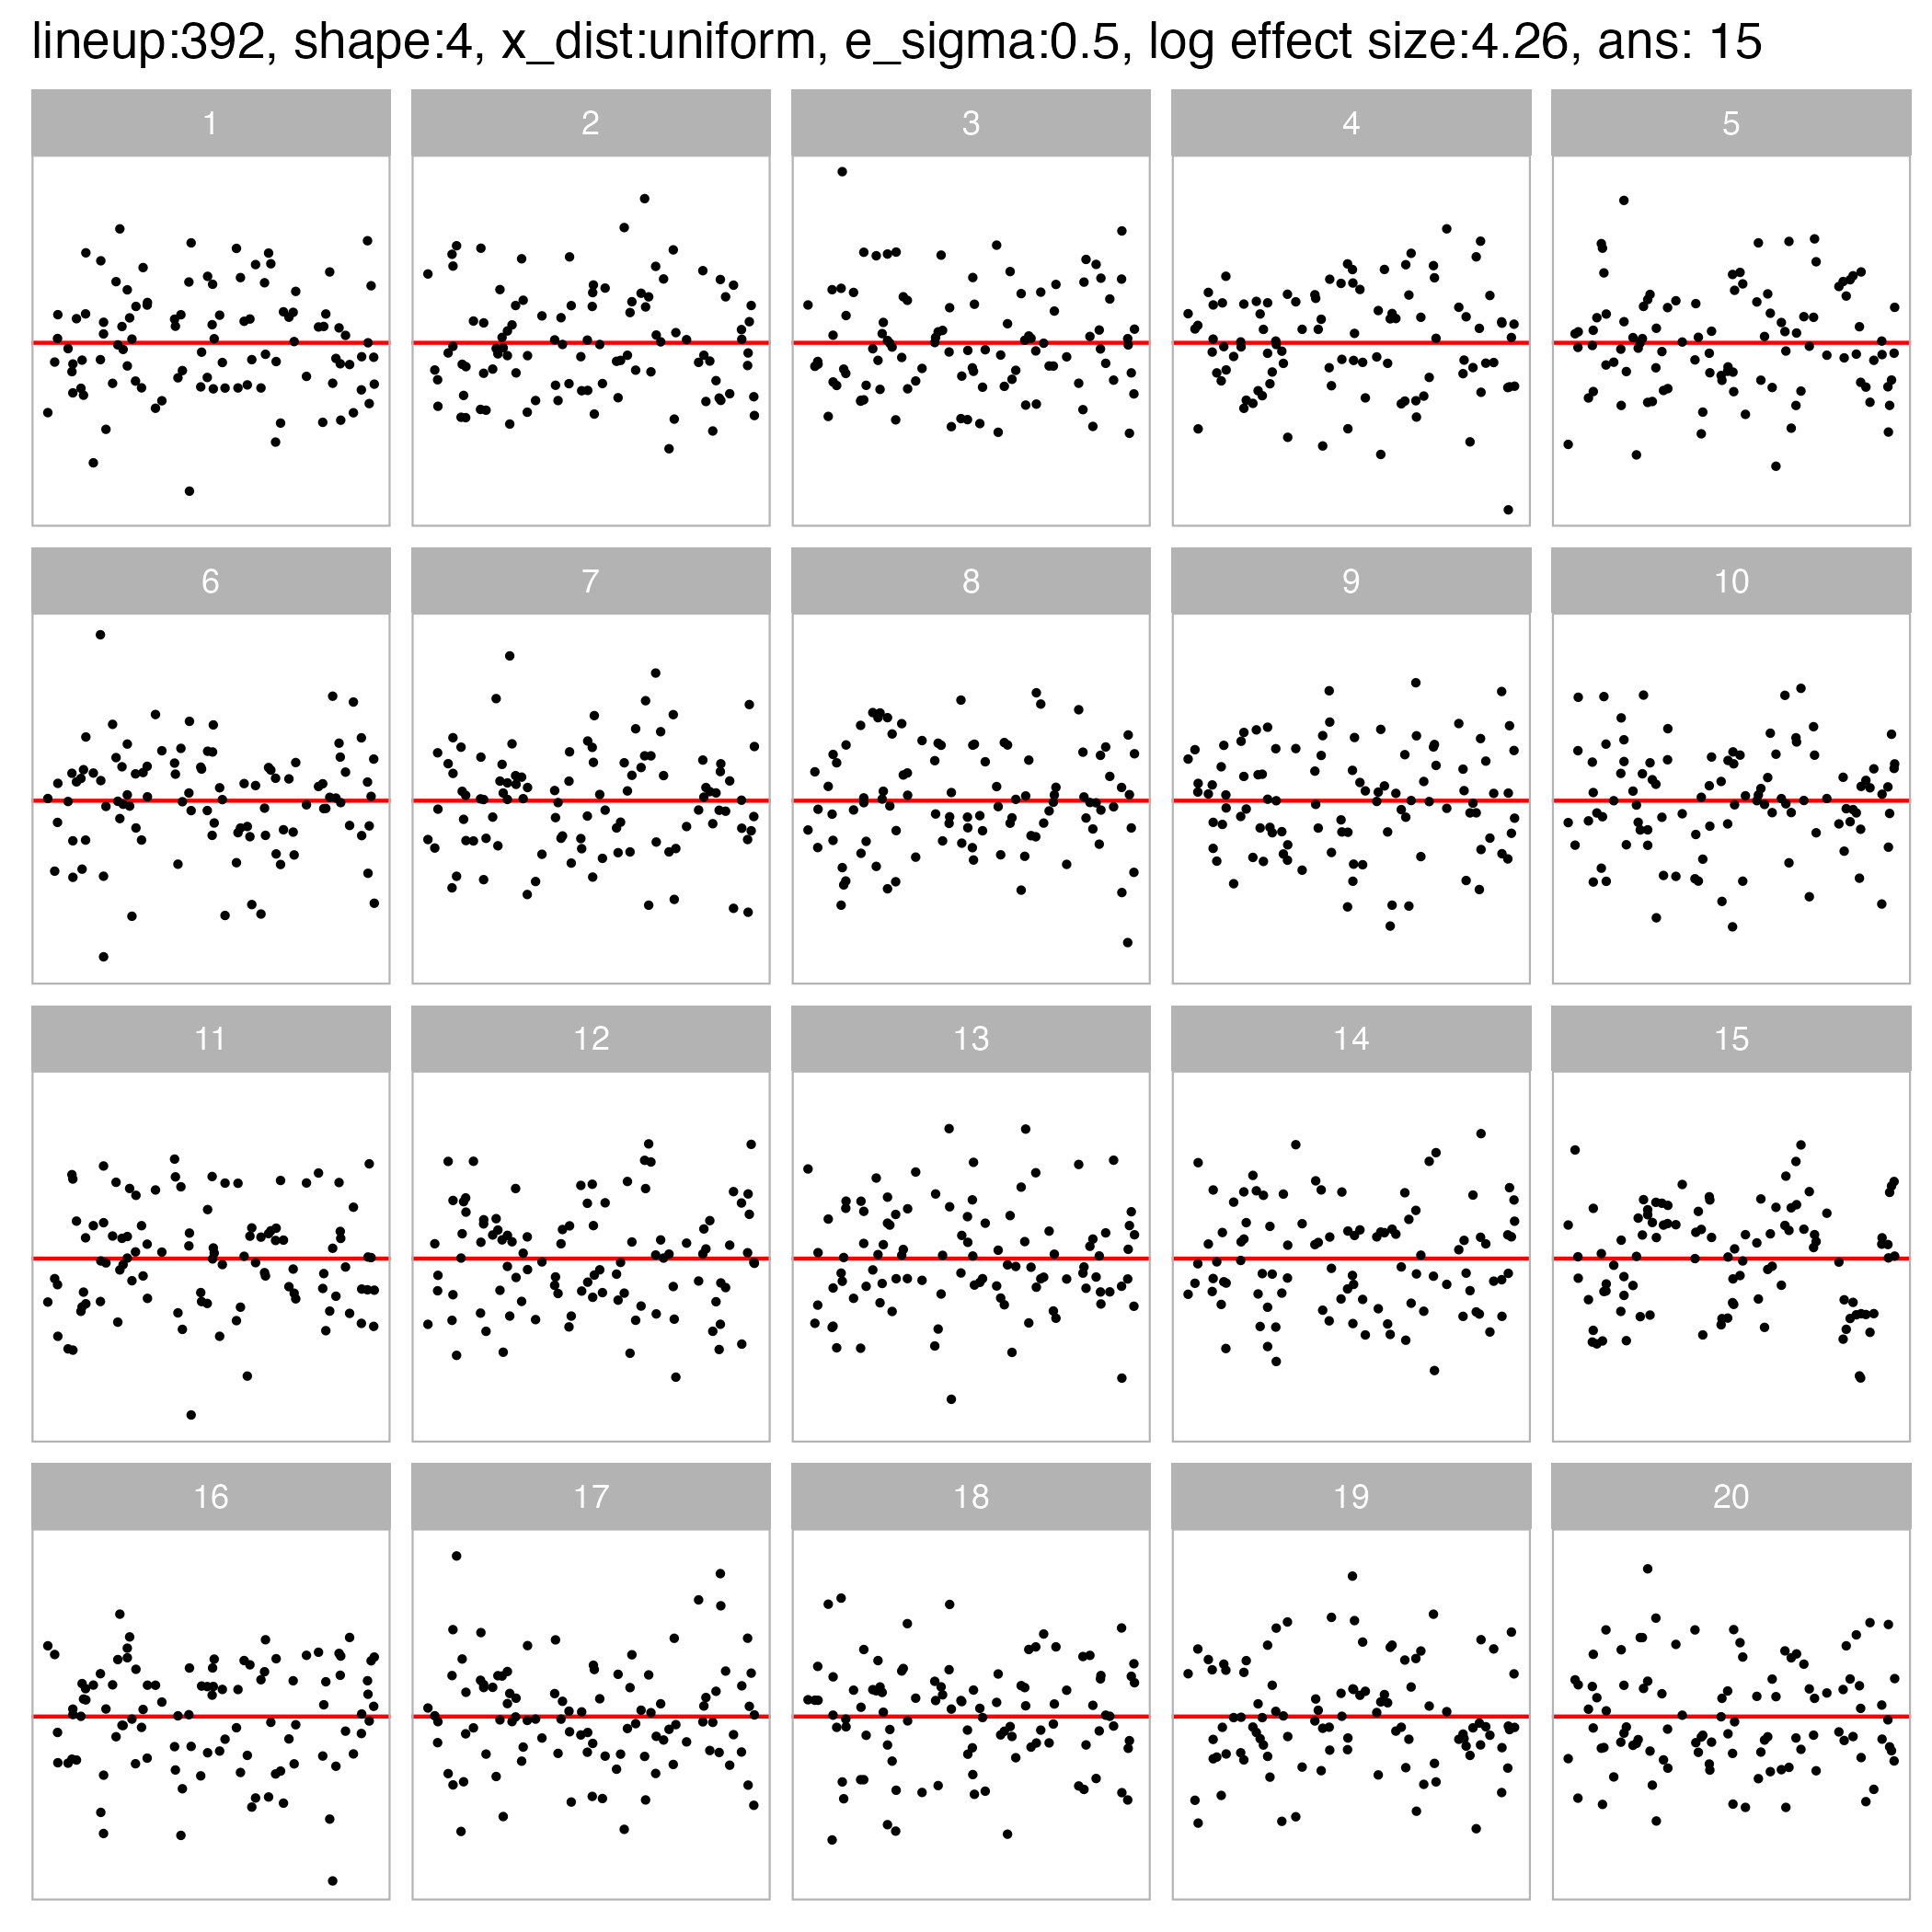 lineup:392, shape:4, x_dist:uniform, e_sigma:0.5, log effect size:4.26, ans: 15
1 2 3 4 5
6 7 8 9 10
11 12 13 14 15
16 17 18 19 20